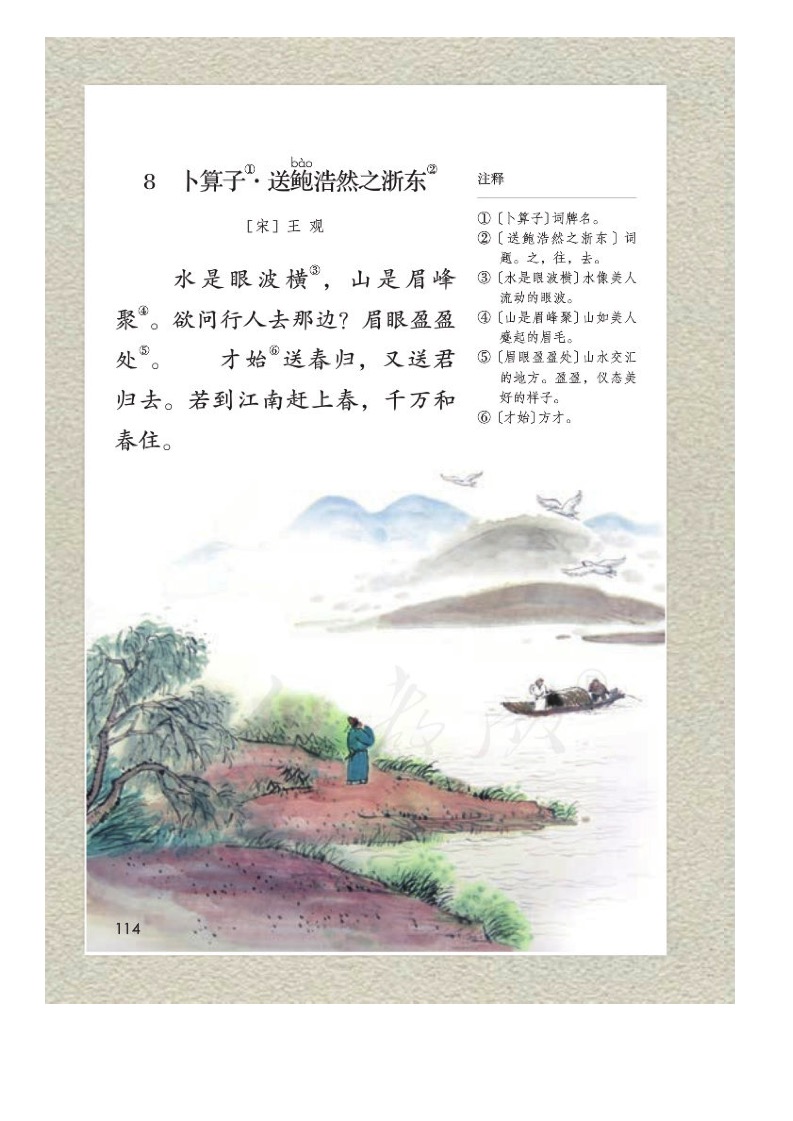 bào
8 卜算子①·送鲍浩然之浙东②
［宋］王 观
水是眼波横③，山是眉峰
聚④。欲问行人去那边？眉眼盈盈
处⑤。 才始⑥送春归，又送君
归去。若到江南赶上春，千万和
春住。
注释
①〔卜算子〕词牌名。
②〔送鲍浩然之浙东〕词
题。之，往，去。
③〔水是眼波横〕水像美人
流动的眼波。
④〔山是眉峰聚〕山如美人
蹙起的眉毛。
⑤〔眉眼盈盈处〕山水交汇
的地方。盈盈，仪态美
好的样子。
⑥〔才始〕方才。
114